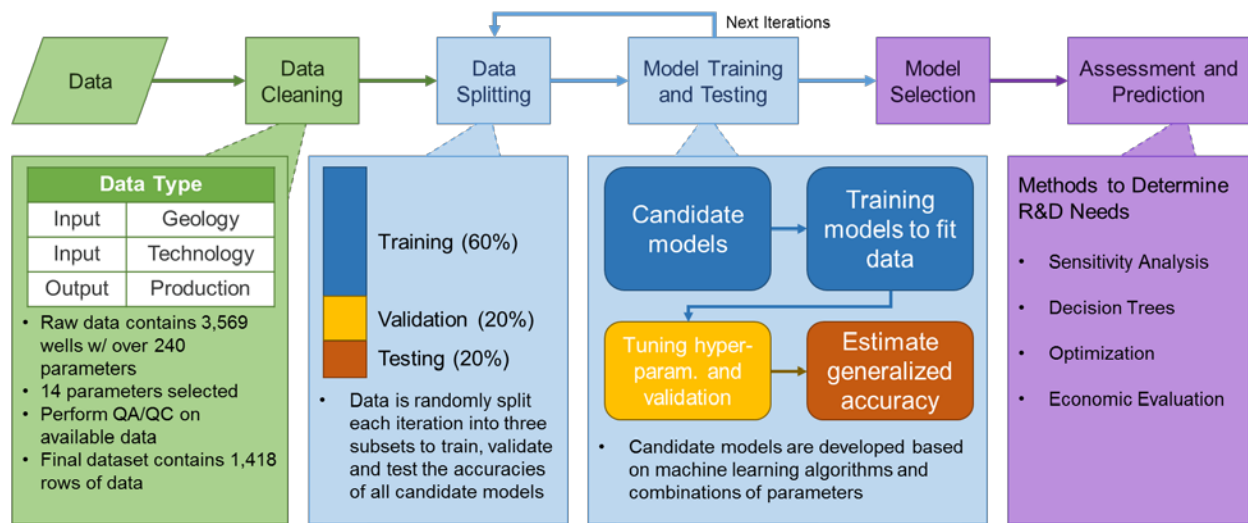 Next Iterations
Data
Data
Cleaning
Data
Splitting
Model Training
and Testing
Model
Selection
Assessment and
Prediction
Data Type
Input Geology
Input Technology
Output Production
• Raw data contains 3,569
wells w/ over 240
parameters
• 14 parameters selected
• Perform QA/QC on
available data
• Final dataset contains 1,418
rows of data
Training (60%)
Validation (20%)
Testing (20%)
• Data is randomly split
each iteration into three
subsets to train, validate
and test the accuracies
of all candidate models
Candidate
models
Training
models to fit
data
Tuning hyper-
param. and
validation
Estimate
generalized
accuracy
• Candidate models are developed based
on machine learning algorithms and
combinations of parameters
Methods to Determine
R&D Needs
• Sensitivity Analysis
• Decision Trees
• Optimization
• Economic Evaluation